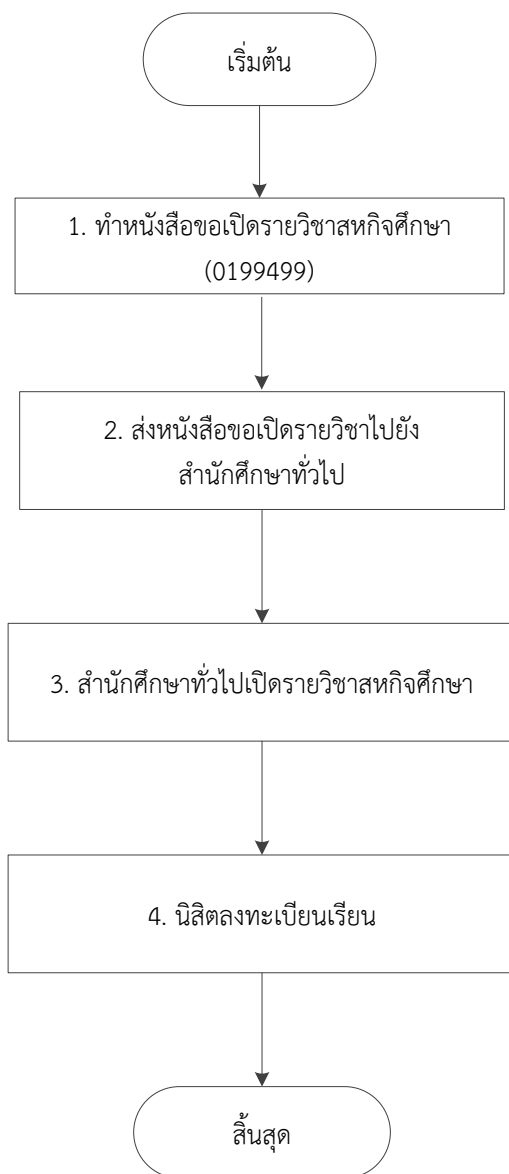 เริ่มต้น
1. ทำหนังสือขอเปิดรายวิชาสหกิจศึกษา
(0199499)
2. ส่งหนังสือขอเปิดรายวิชาไปยัง
สำนักศึกษาทั่วไป
3. สำนักศึกษาทั่วไปเปิดรายวิชาสหกิจศึกษา
4. นิสิตลงทะเบียนเรียน
สิ้นสุด